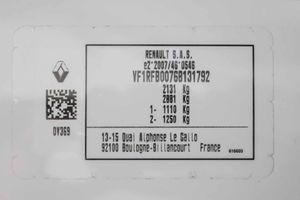 RENAULT S.A.S.
e2*2007/46*0546
VF1RFB00768131792
2131 Kg
2881 Kg
1- 1110 Kg
2- 1250 Kg
0Y369
13-15 Quai Alphonse Le Gallo
92100 Boulogne-Billancourt France